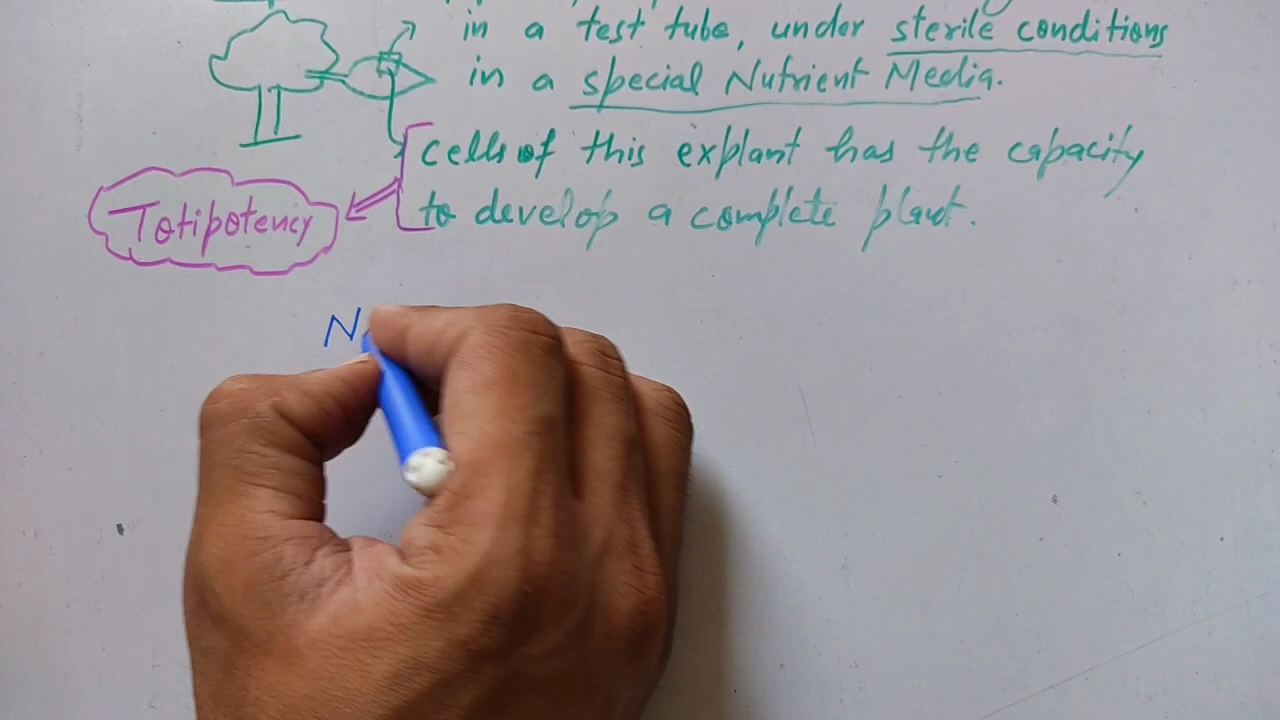 in a test tube, under sterile conditions
in a special Nutrient Media.
cells of this explant has the capacity
to develop a complete plant.
Totipotency
N